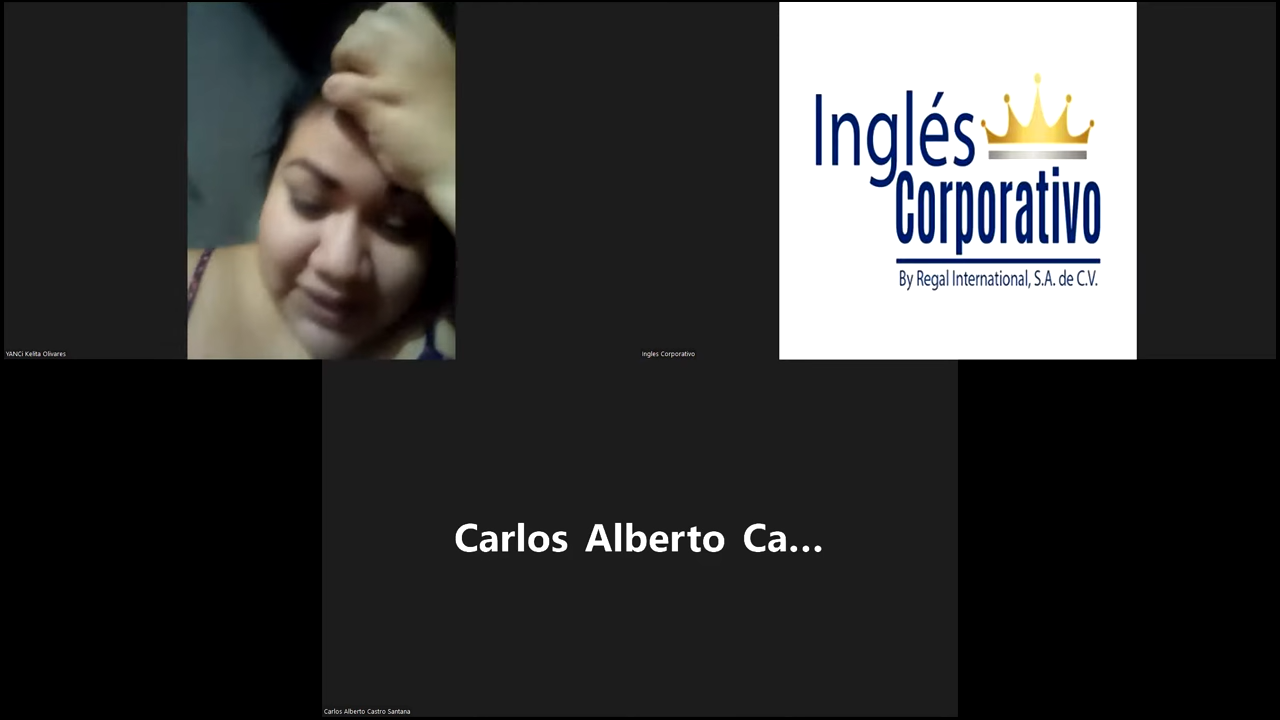 Inglés
Corporativo
By Regal International, S.A. de C.V.
YANCi Kelita Olivares
Ingles Corporativo
Carlos Alberto Ca...
Carlos Alberto Castro Santana